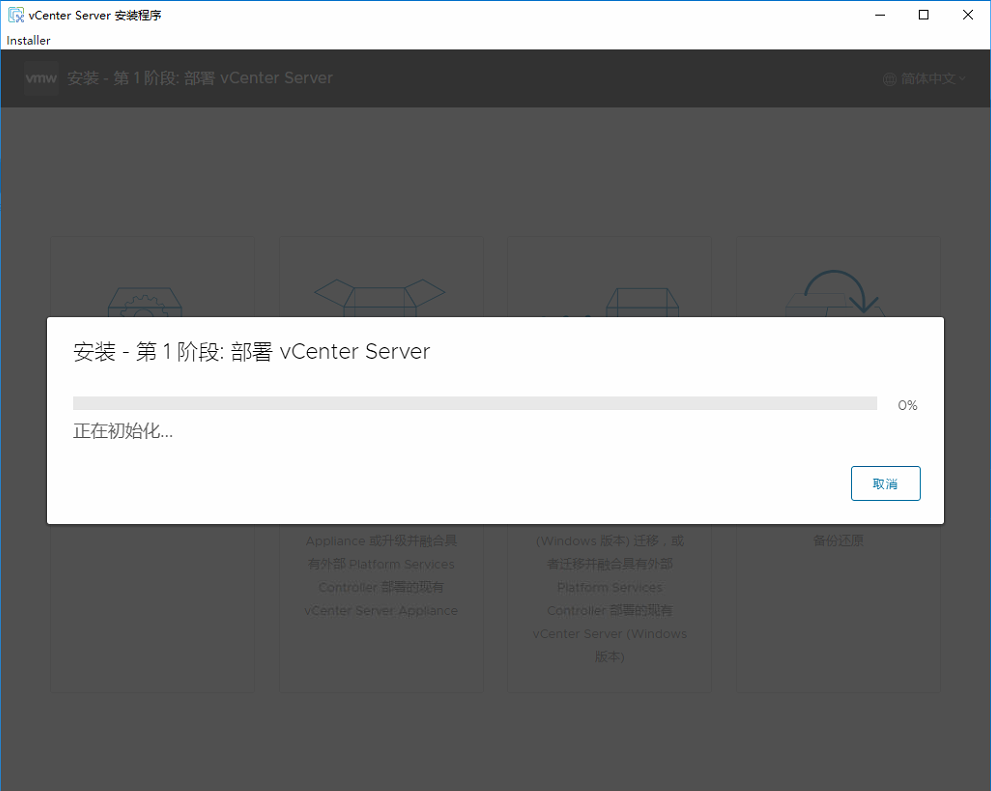 vCenter Server 安装程序
Installer
vmw 安装 - 第 1 阶段: 部署 vCenter Server 简体中文
安装 - 第 1 阶段: 部署 vCenter Server
0%
正在初始化...
取消
Appliance 或升级并融合具
有外部 Platform Services
Controller 部署的现有
vCenter Server Appliance
(Windows 版本) 迁移，或
者迁移并融合具有外部
Platform Services
Controller 部署的现有
vCenter Server (Windows
版本)
备份还原